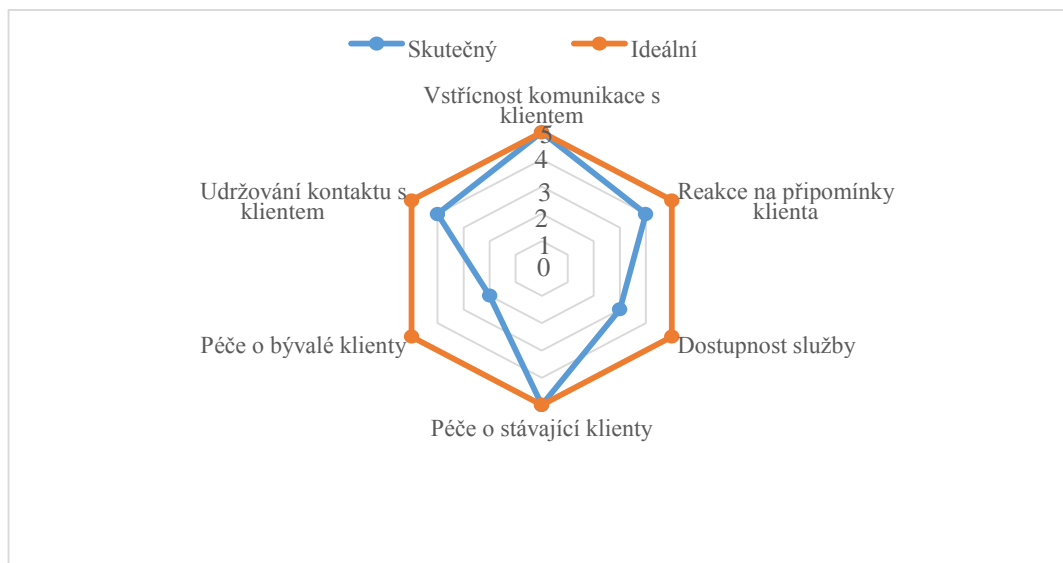 Skutečný
Ideální
Vstřícnost komunikace s
klientem
5
4
3
2
1
0
Reakce na připomínky
klienta
Dostupnost služby
Péče o stávající klienty
Péče o bývalé klienty
Udržování kontaktu s
klientem